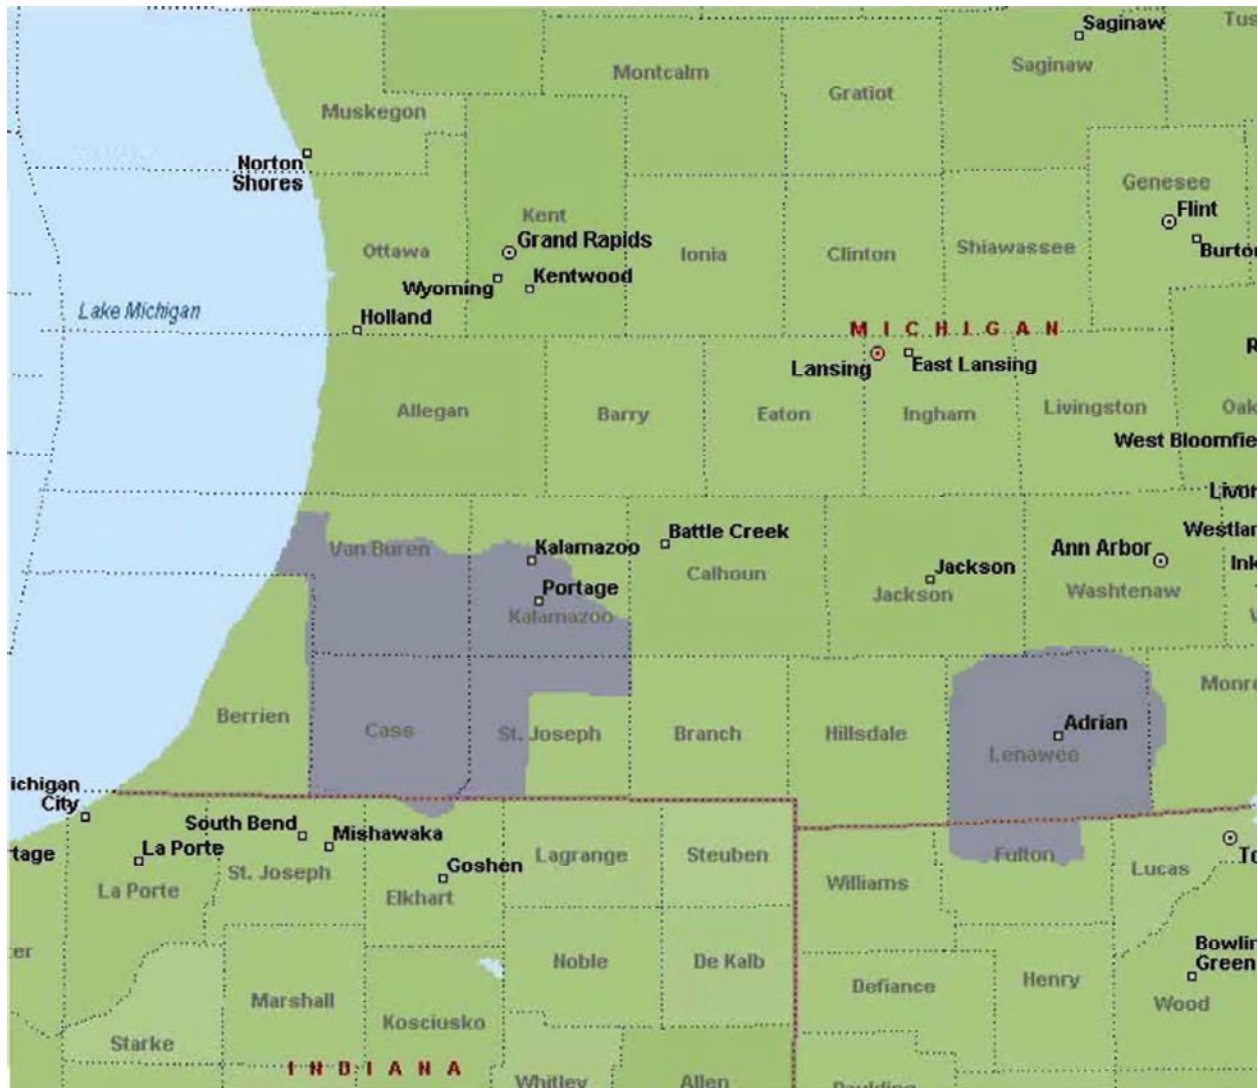 Saginaw
Tus
Montcalm
Saginaw
Gratiot
Muskegon
Norton
Shores
Genesee
Flint
Kent
Grand Rapids
Ottawa
Ionia
Clinton
Shiawassee
Burton
Wyoming
Kentwood
Lake Michigan
Holland
MICHIGAN
Lansing
East Lansing
Allegan
Barry
Eaton
Ingham
Livingston
Oak
West Bloomfie
Livon
Van Buren
Kalamazoo
Battle Creek
Westlan
Ann Arbor
Ink
Calhoun
Jackson
Portage
Jackson
Washtenaw
Kalamazoo
Monro
Berrien
Cass
St. Joseph
Branch
Hillsdale
Adrian
Lenawee
ichigan
City
South Bend
Mishawaka
La Porte
Goshen
Lagrange
Steuben
Fulton
To
rtage
La Porte
St. Joseph
Elkhart
Williams
Lucas
er
Noble
De Kalb
Bowlin
Green
Defiance
Henry
Wood
Marshall
Kosciusko
Starke
INDIANA
Whitley
Allen
Paulding